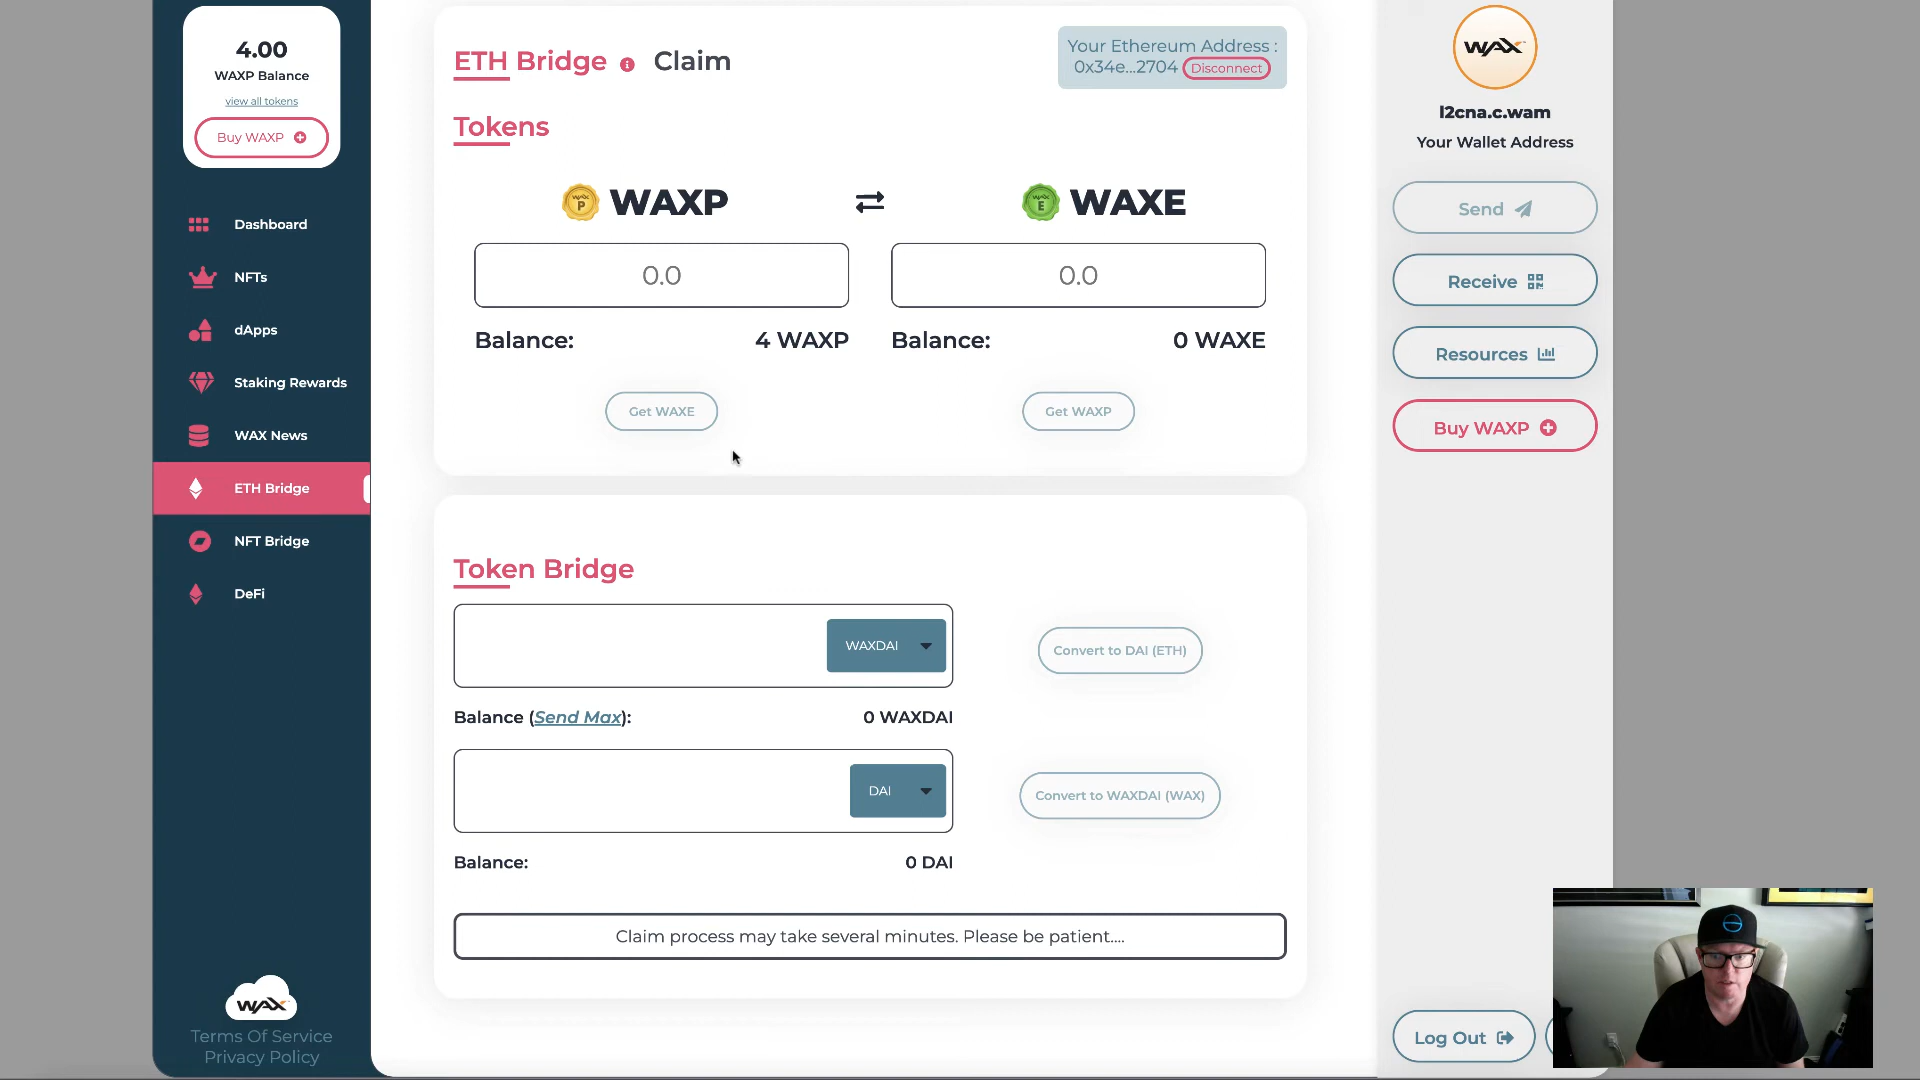 4.00
WAXP Balance
view all tokens
Buy WAXP
Dashboard
NFTs
dApps
Staking Rewards
WAX News
ETH Bridge
NFT Bridge
DeFi
WAX
Terms Of Service
Privacy Policy
ETH Bridge Claim
Your Ethereum Address :
0x34e...2704 Disconnect
Tokens
WAXP WAXE
0.0 0.0
Balance: 4 WAXP Balance: 0 WAXE
Get WAXE Get WAXP
Token Bridge
WAXDAI
Convert to DAI (ETH)
Balance (Send Max): 0 WAXDAI
DAI
Convert to WAXDAI (WAX)
Balance: 0 DAI
Claim process may take several minutes. Please be patient....
WAX
l2cna.c.wam
Your Wallet Address
Send
Receive
Resources
Buy WAXP
Log Out